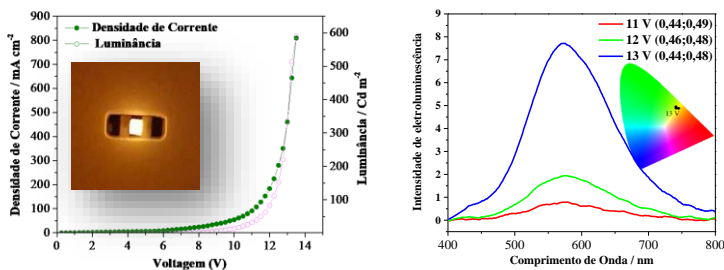 Densidade de Corrente
Luminância
Densidade de Corrente / mA cm-2
900
800
700
600
500
400
300
200
100
0
0 2 4 6 8 10 12 14
Voltagem (V)
600
500
400
300
200
100
Luminância / Cd m-2
11 V (0,44;0,49)
12 V (0,46;0,48)
13 V (0,44;0,48)
13 V
Intensidade de eletroluminescência
9
8
7
6
5
4
3
2
1
0
400 500 600 700 800
Comprimento de Onda / nm